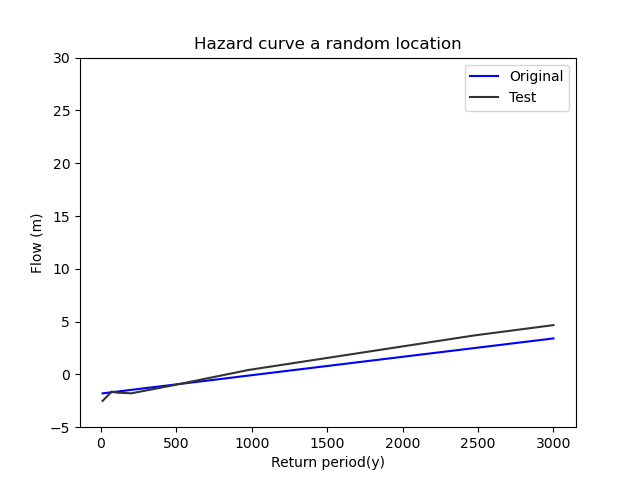 Hazard curve a random location
30
25
20
15
10
5
0
−5
Flow (m)
Original
Test
0 500 1000 1500 2000 2500 3000
Return period(y)